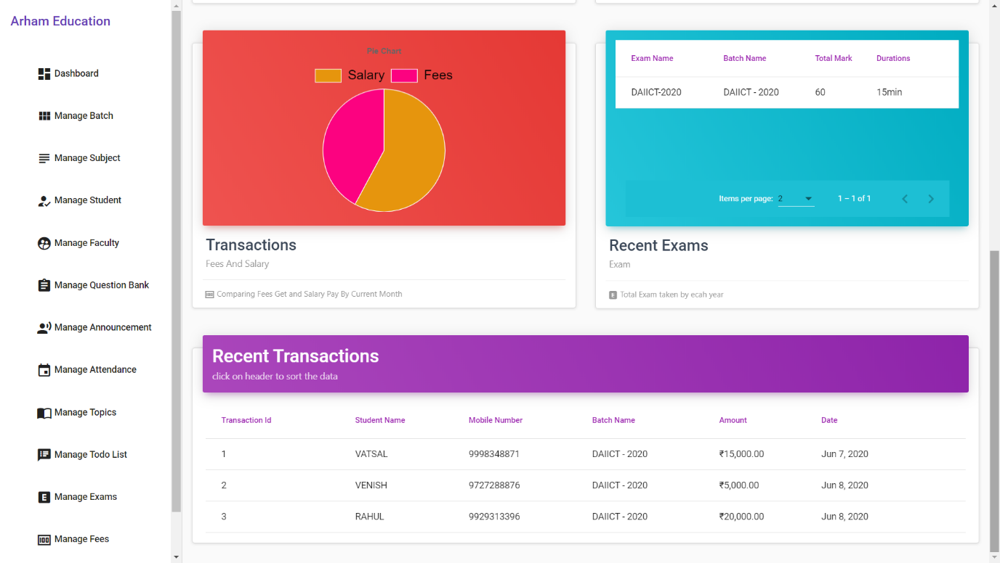 Arham Education
Dashboard
Manage Batch
Manage Subject
Manage Student
Manage Faculty
Manage Question Bank
Manage Announcement
Manage Attendance
Manage Topics
Manage Todo List
E Manage Exams
100 Manage Fees
Pie Chart
Salary Fees
Transactions
Fees And Salary
100 Comparing Fees Get and Salary Pay By Current Month
Exam Name Batch Name Total Mark Durations
DAIICT-2020 DAIICT - 2020 60 15min
Items per page: 2 1 – 1 of 1
Recent Exams
Exam
E Total Exam taken by ecah year
Recent Transactions
click on header to sort the data
Transaction Id Student Name Mobile Number Batch Name Amount Date
1 VATSAL 9998348871 DAIICT - 2020 ₹15,000.00 Jun 7, 2020
2 VENISH 9727288876 DAIICT - 2020 ₹5,000.00 Jun 8, 2020
3 RAHUL 9929313396 DAIICT - 2020 ₹20,000.00 Jun 8, 2020